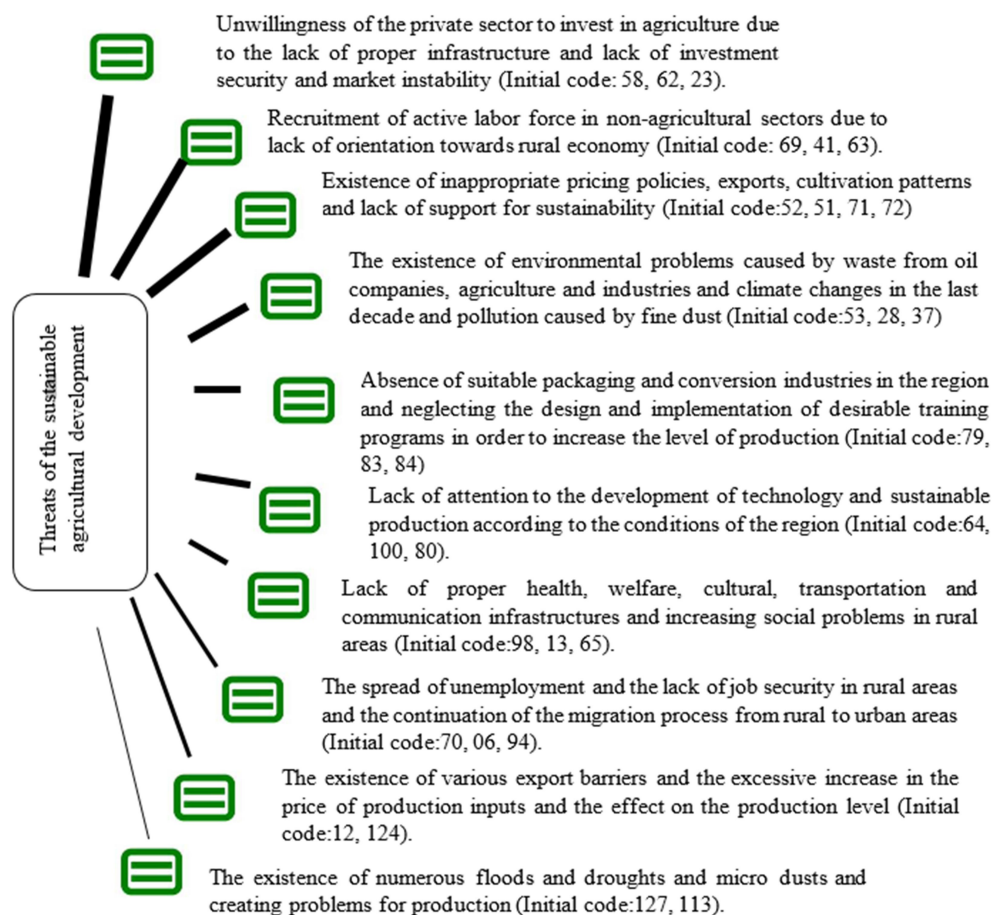 Unwillingness of the private sector to invest in agriculture due
to the lack of proper infrastructure and lack of investment
security and market instability (Initial code: 58, 62, 23).
Recruitment of active labor force in non-agricultural sectors due to
lack of orientation towards rural economy (Initial code: 69, 41, 63).
Existence of inappropriate pricing policies, exports, cultivation patterns
and lack of support for sustainability (Initial code:52, 51, 71, 72)
The existence of environmental problems caused by waste from oil
companies, agriculture and industries and climate changes in the last
decade and pollution caused by fine dust (Initial code:53, 28, 37)
Threats of the sustainable
agricultural development
Absence of suitable packaging and conversion industries in the region
and neglecting the design and implementation of desirable training
programs in order to increase the level of production (Initial code:79,
83, 84)
Lack of attention to the development of technology and sustainable
production according to the conditions of the region (Initial code:64,
100, 80).
Lack of proper health, welfare, cultural, transportation and
communication infrastructures and increasing social problems in rural
areas (Initial code:98, 13, 65).
The spread of unemployment and the lack of job security in rural areas
and the continuation of the migration process from rural to urban areas
(Initial code:70, 06, 94).
The existence of various export barriers and the excessive increase in the
price of production inputs and the effect on the production level (Initial
code:12, 124).
The existence of numerous floods and droughts and micro dusts and
creating problems for production (Initial code:127, 113).